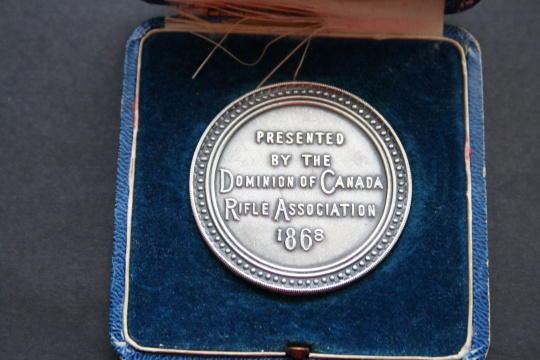 PRESENTED
BY THE
DOMINION OF CANADA
RIFLE ASSOCIATION
1868